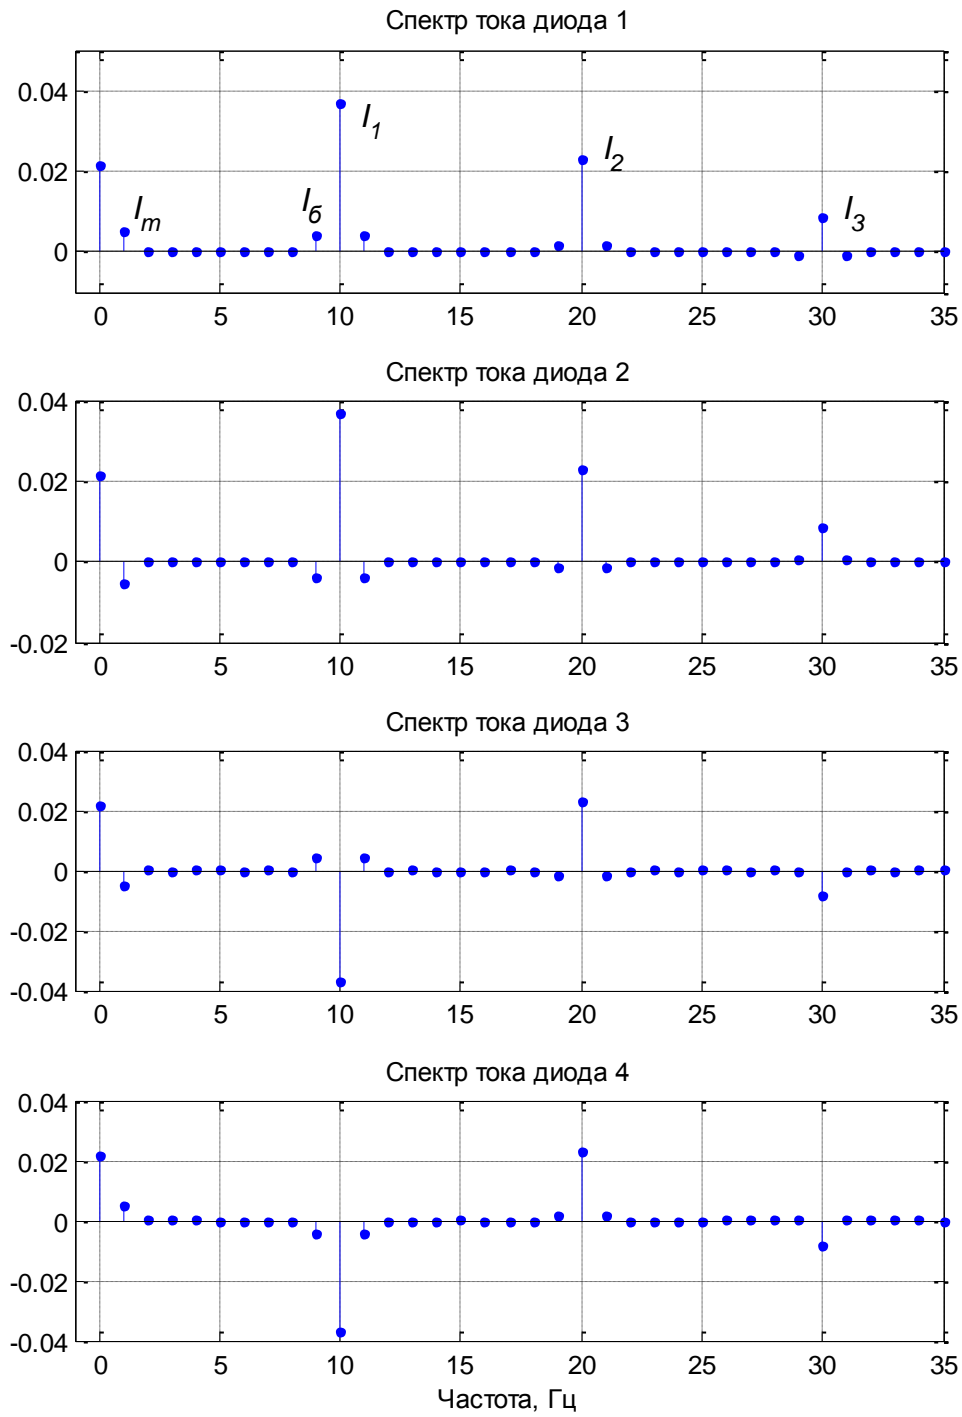 Спектр тока диода 1
0.04
0.02
0
I1
I2
Im
Iб
I3
0 5 10 15 20 25 30 35
Спектр тока диода 2
0.04
0.02
0
-0.02
0 5 10 15 20 25 30 35
Спектр тока диода 3
0.04
0.02
0
-0.02
-0.04
0 5 10 15 20 25 30 35
Спектр тока диода 4
0.04
0.02
0
-0.02
-0.04
0 5 10 15 20 25 30 35
Частота, Гц